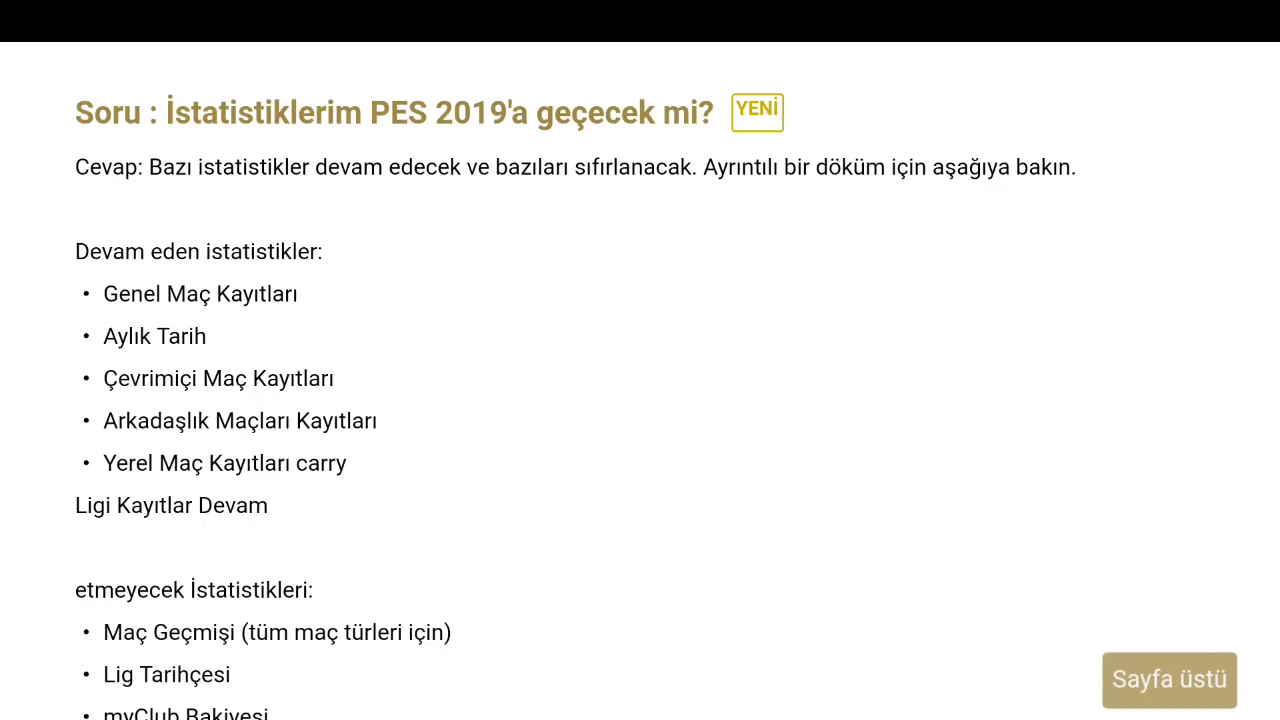 Soru : İstatistiklerim PES 2019'a geçecek mi? YENİ
Cevap: Bazı istatistikler devam edecek ve bazıları sıfırlanacak. Ayrıntılı bir döküm için aşağıya bakın.
Devam eden istatistikler:
• Genel Maç Kayıtları
• Aylık Tarih
• Çevrimiçi Maç Kayıtları
• Arkadaşlık Maçları Kayıtları
• Yerel Maç Kayıtları carry
Ligi Kayıtlar Devam
etmeyecek İstatistikleri:
• Maç Geçmişi (tüm maç türleri için)
• Lig Tarihçesi
• myClub Bakiyesi
Sayfa üstü